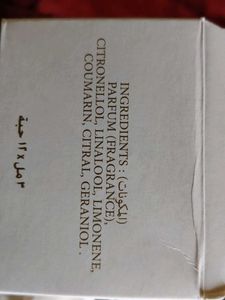 INGREDIENTS : (المكونات)
PARFUM (FRAGRANCE),
CITRONELLOL, LINALOOL, LIMONENE,
COUMARIN, CITRAL, GERANIOL .
٣ مل x ١٢ حبة